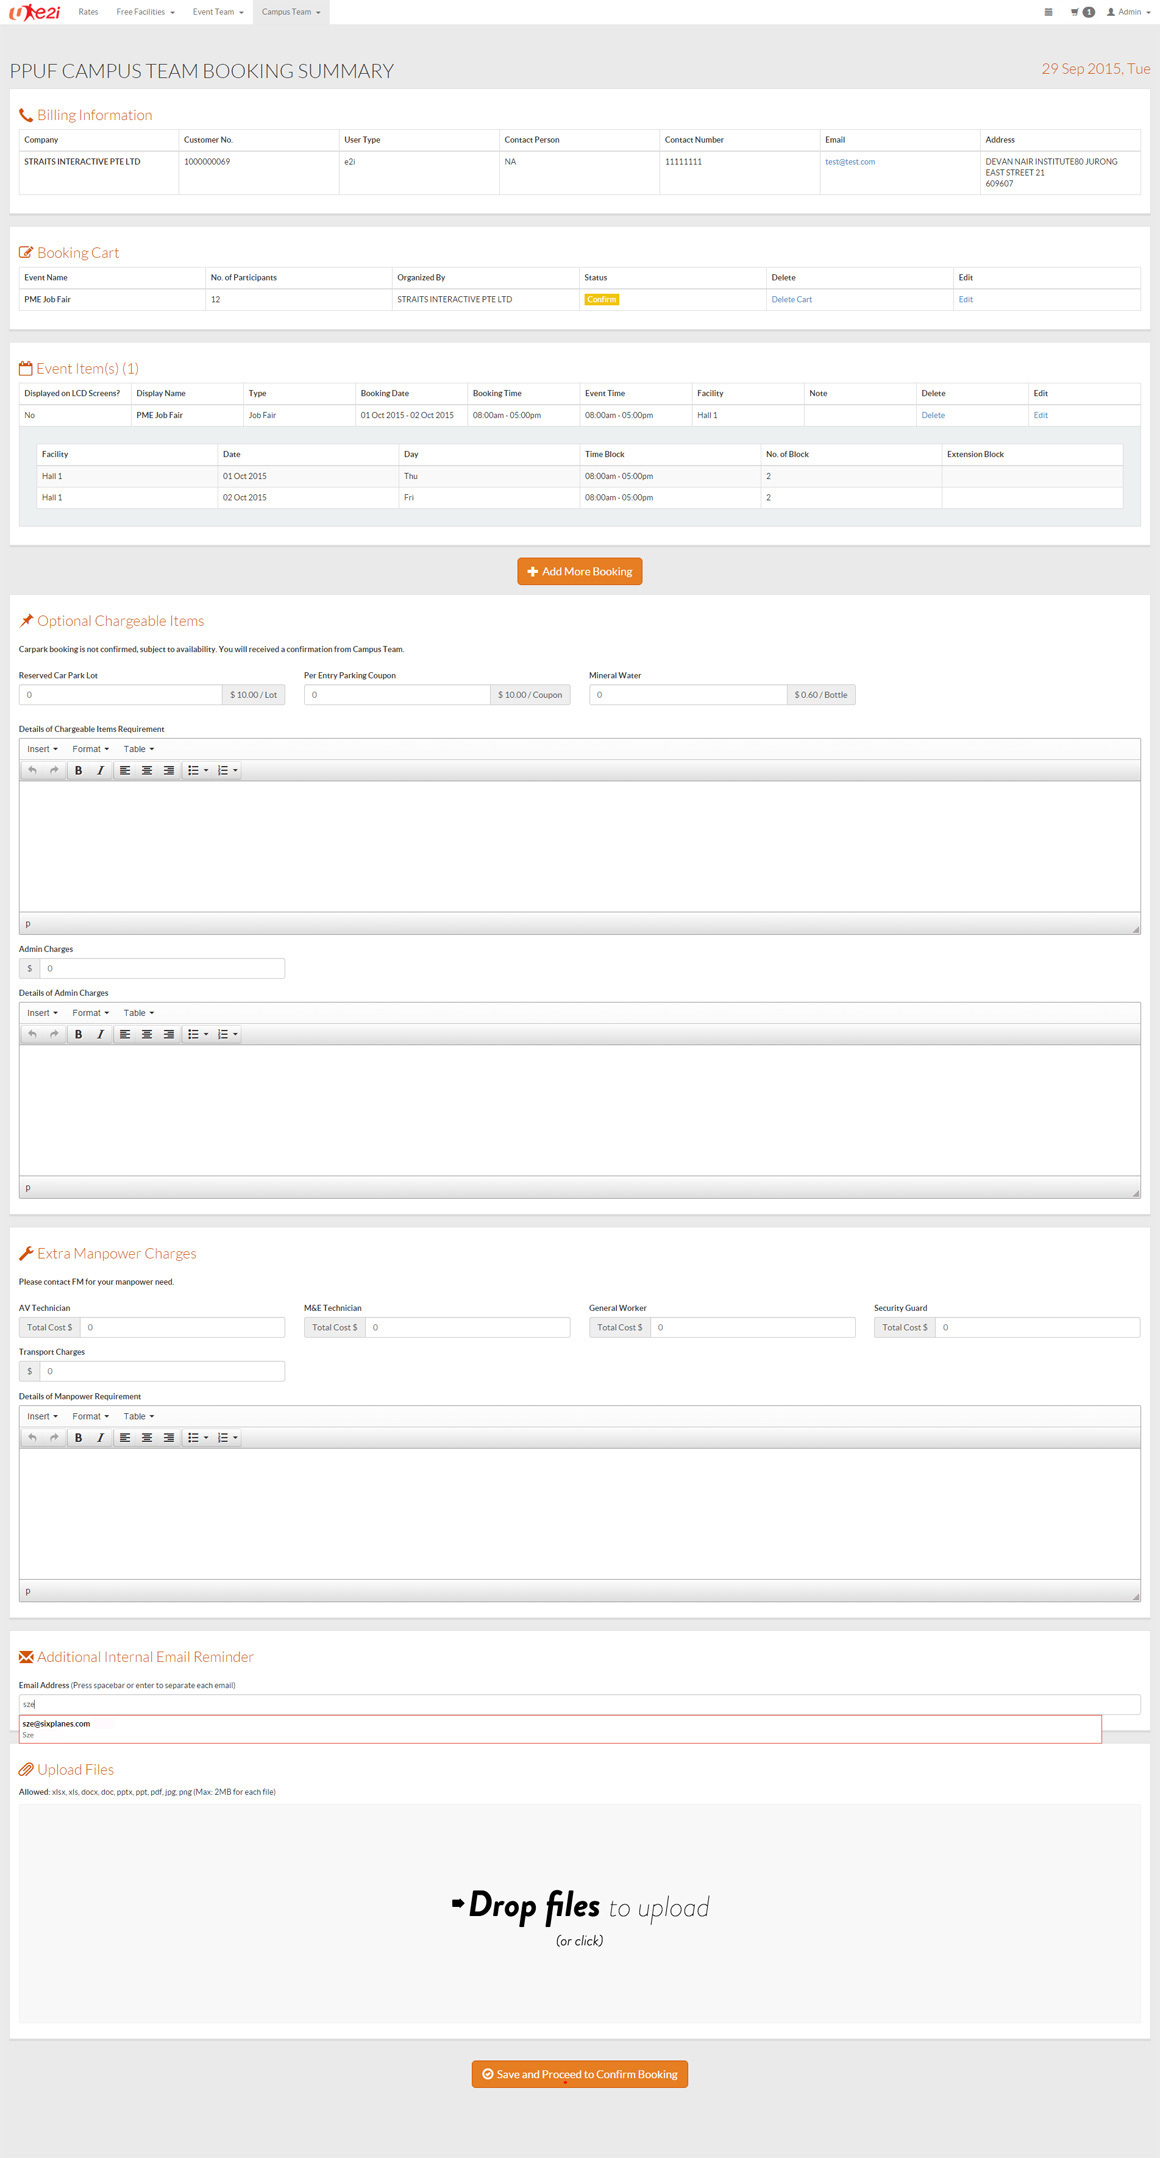 u e2i Rates Free Facilities Event Team Campus Team 1 Admin
PPUF CAMPUS TEAM BOOKING SUMMARY 29 Sep 2015, Tue
Billing Information
Company Customer No. User Type Contact Person Contact Number Email Address
STRAITS INTERACTIVE PTE LTD 1000000069 e2i NA 11111111 test@test.com DEVAN NAIR INSTITUTE80 JURONG
EAST STREET 21
609607
Booking Cart
Event Name No. of Participants Organized By Status Delete Edit
PME Job Fair 12 STRAITS INTERACTIVE PTE LTD Confirm Delete Cart Edit
Event Item(s) (1)
Displayed on LCD Screens? Display Name Type Booking Date Booking Time Event Time Facility Note Delete Edit
No PME Job Fair Job Fair 01 Oct 2015 - 02 Oct 2015 08:00am - 05:00pm 08:00am - 05:00pm Hall 1 Delete Edit
Facility Date Day Time Block No. of Block Extension Block
Hall 1 01 Oct 2015 Thu 08:00am - 05:00pm 2
Hall 1 02 Oct 2015 Fri 08:00am - 05:00pm 2
Add More Booking
Optional Chargeable Items
Carpark booking is not confirmed, subject to availability. You will received a confirmation from Campus Team.
Reserved Car Park Lot Per Entry Parking Coupon Mineral Water
0 $ 10.00 / Lot 0 $ 10.00 / Coupon 0 $ 0.60 / Bottle
Details of Chargeable Items Requirement
Insert Format Table
B I
p
Admin Charges
$ 0
Details of Admin Charges
Insert Format Table
B I
p
Extra Manpower Charges
Please contact FM for your manpower need.
AV Technician M&E Technician General Worker Security Guard
Total Cost $ 0 Total Cost $ 0 Total Cost $ 0 Total Cost $ 0
Transport Charges
$ 0
Details of Manpower Requirement
Insert Format Table
B I
p
Additional Internal Email Reminder
Email Address (Press spacebar or enter to separate each email)
sze
sze@sixplanes.com
Sze
Upload Files
Allowed: xlsx, xls, docx, doc, pptx, ppt, pdf, jpg, png (Max: 2MB for each file)
Drop files to upload
(or click)
Save and Proceed to Confirm Booking